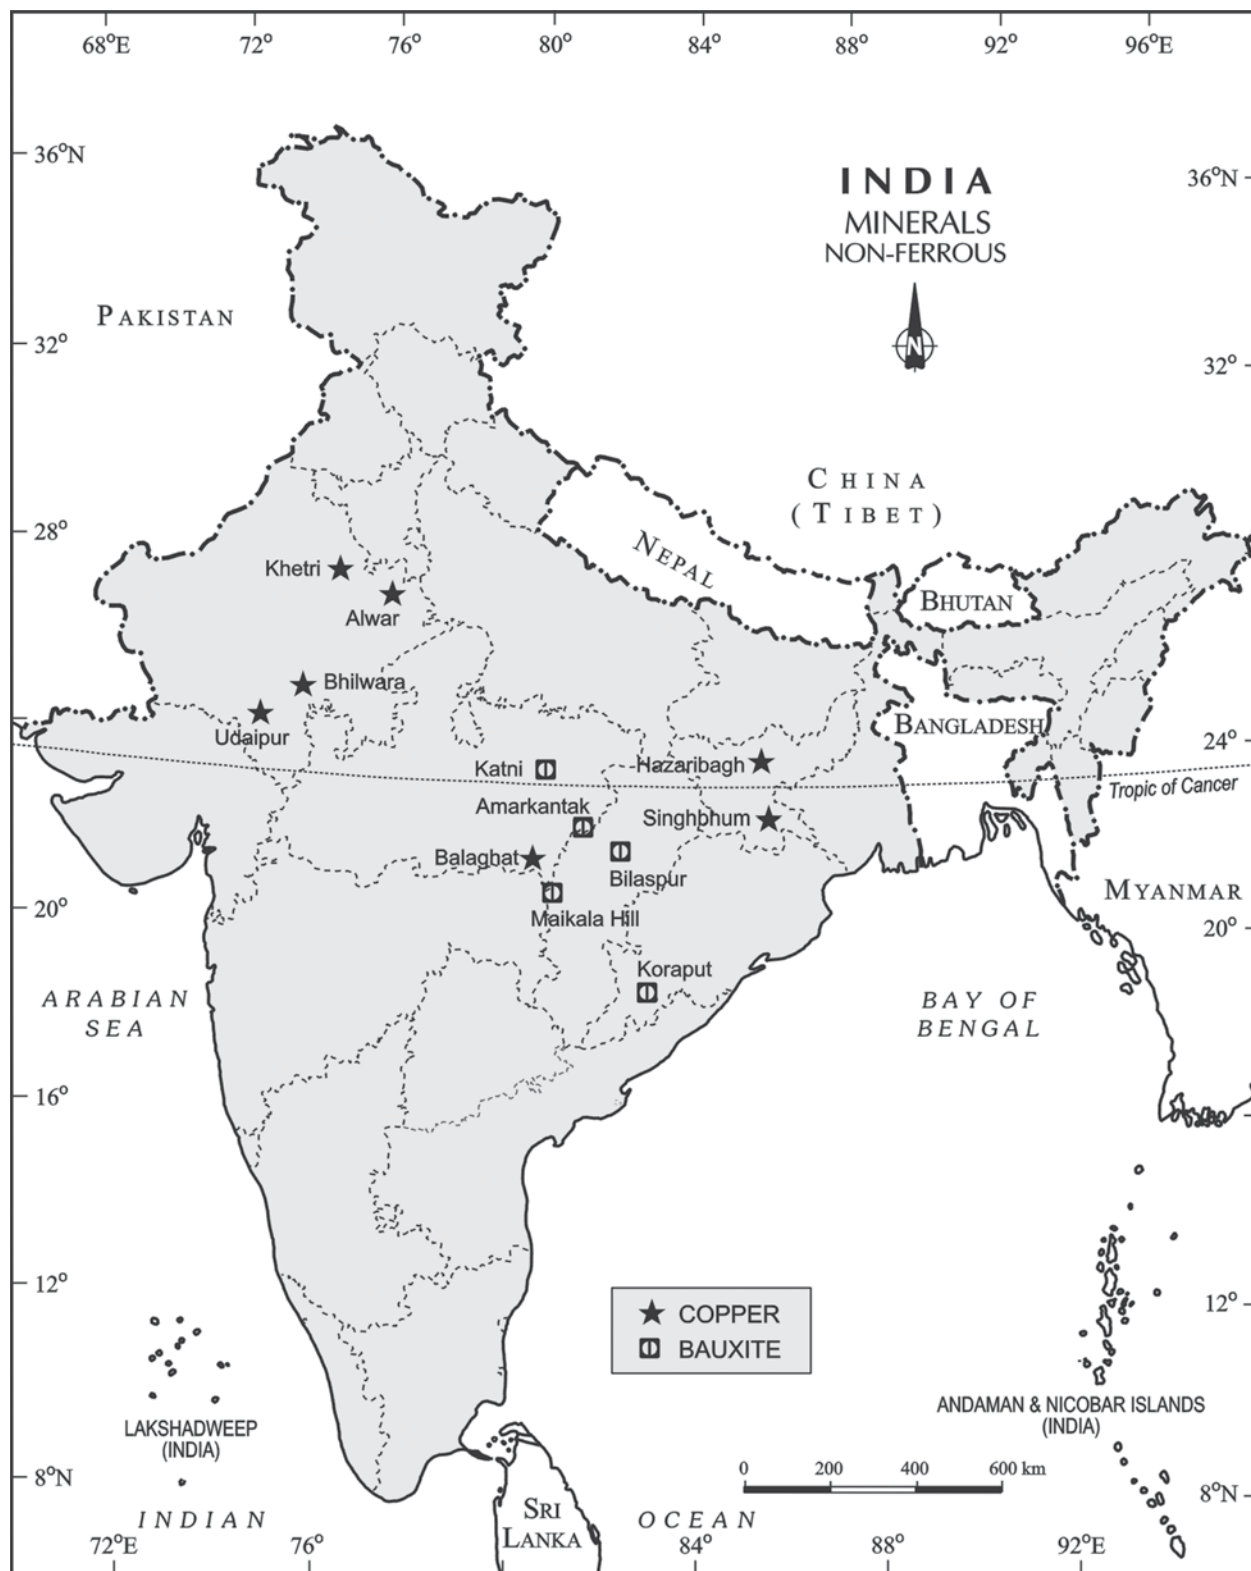 68°E 72° 76° 80° 84° 88° 92° 96°E
36°N
36°N
INDIA
MINERALS
NON-FERROUS
N
PAKISTAN
32°
32°
CHINA
(TIBET)
28°
NEPAL
BHUTAN
Khetri
Alwar
Bhilwara
Udaipur
BANGLADESH
24°
Katni
Hazaribagh
Tropic of Cancer
Amarkantak
Singhbhum
Balaghat
Bilaspur
MYANMAR
Maikala Hill
20°
20°
Koraput
ARABIAN
SEA
BAY OF
BENGAL
16°
12°
12°
COPPER
BAUXITE
LAKSHADWEEP
(INDIA)
ANDAMAN & NICOBAR ISLANDS
(INDIA)
0 200 400 600 km
8°N
8°N
SRI
LANKA
INDIAN OCEAN
72°E 76° 84° 88° 92°E